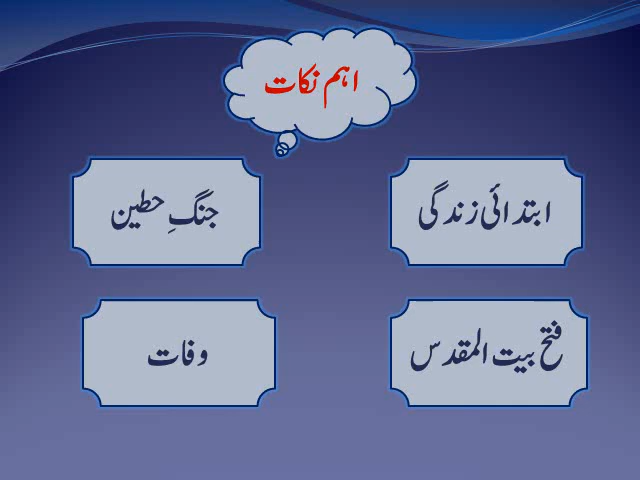 اہم نکات
ابتدائی زندگی
جنگِ حطین
فتح بیت المقدس
وفات